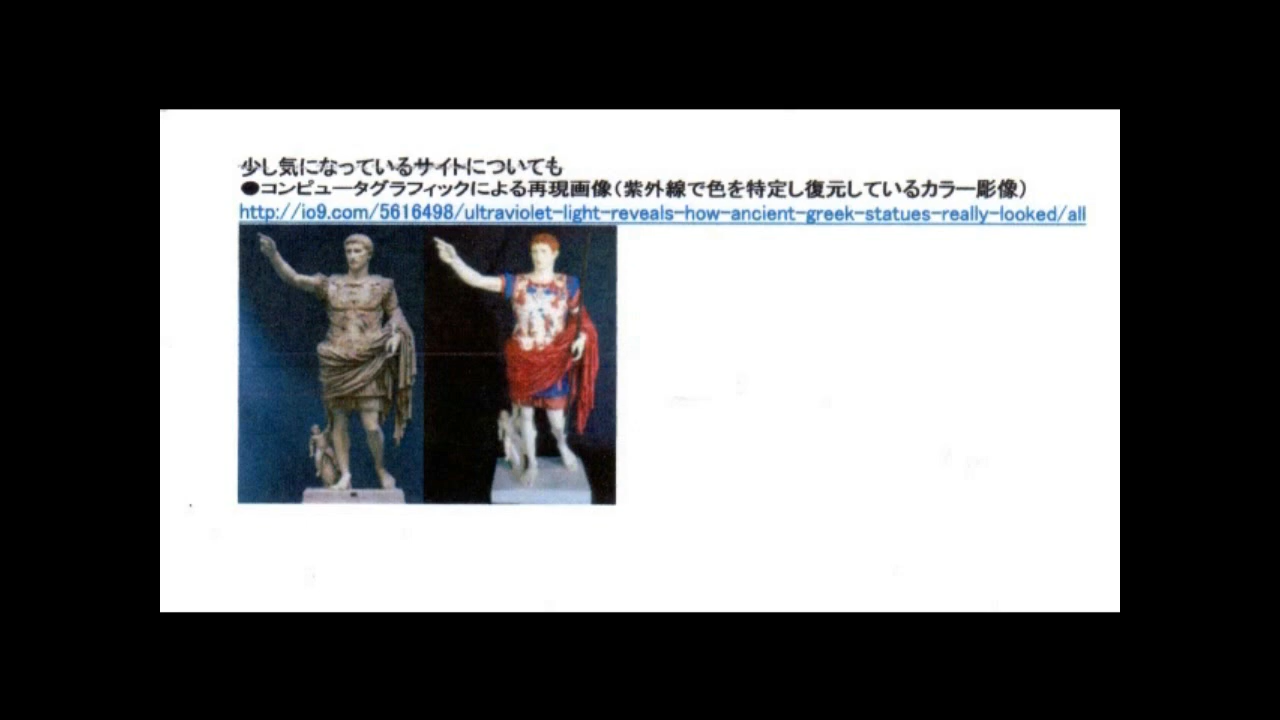 少し気になっているサイトについても
●コンピュータグラフィックによる再現画像(紫外線で色を特定し復元しているカラー彫像)
http://io9.com/5616498/ultraviolet-light-reveals-how-ancient-greek-statues-really-looked/all